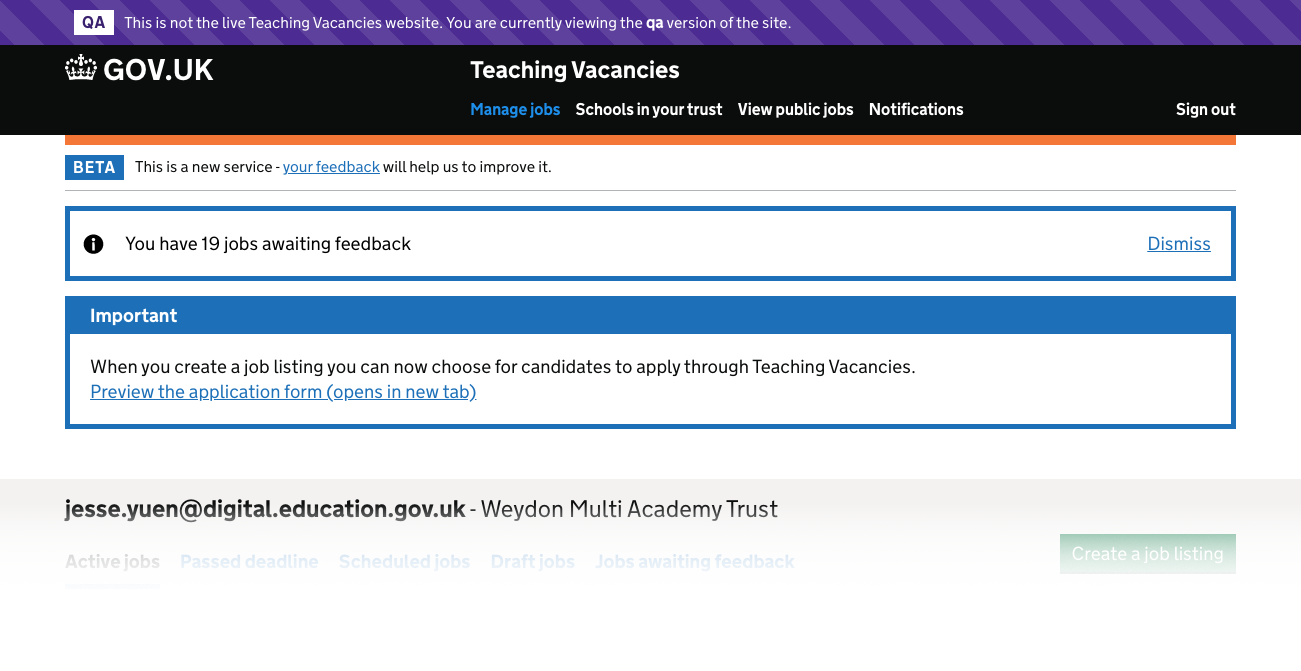 QA This is not the live Teaching Vacancies website. You are currently viewing the qa version of the site.
GOV.UK Teaching Vacancies
Manage jobs Schools in your trust View public jobs Notifications Sign out
BETA This is a new service - your feedback will help us to improve it.
You have 19 jobs awaiting feedback Dismiss
Important
When you create a job listing you can now choose for candidates to apply through Teaching Vacancies.
Preview the application form (opens in new tab)
jesse.yuen@digital.education.gov.uk - Weydon Multi Academy Trust
Active jobs Passed deadline Scheduled jobs Draft jobs Jobs awaiting feedback Create a job listing